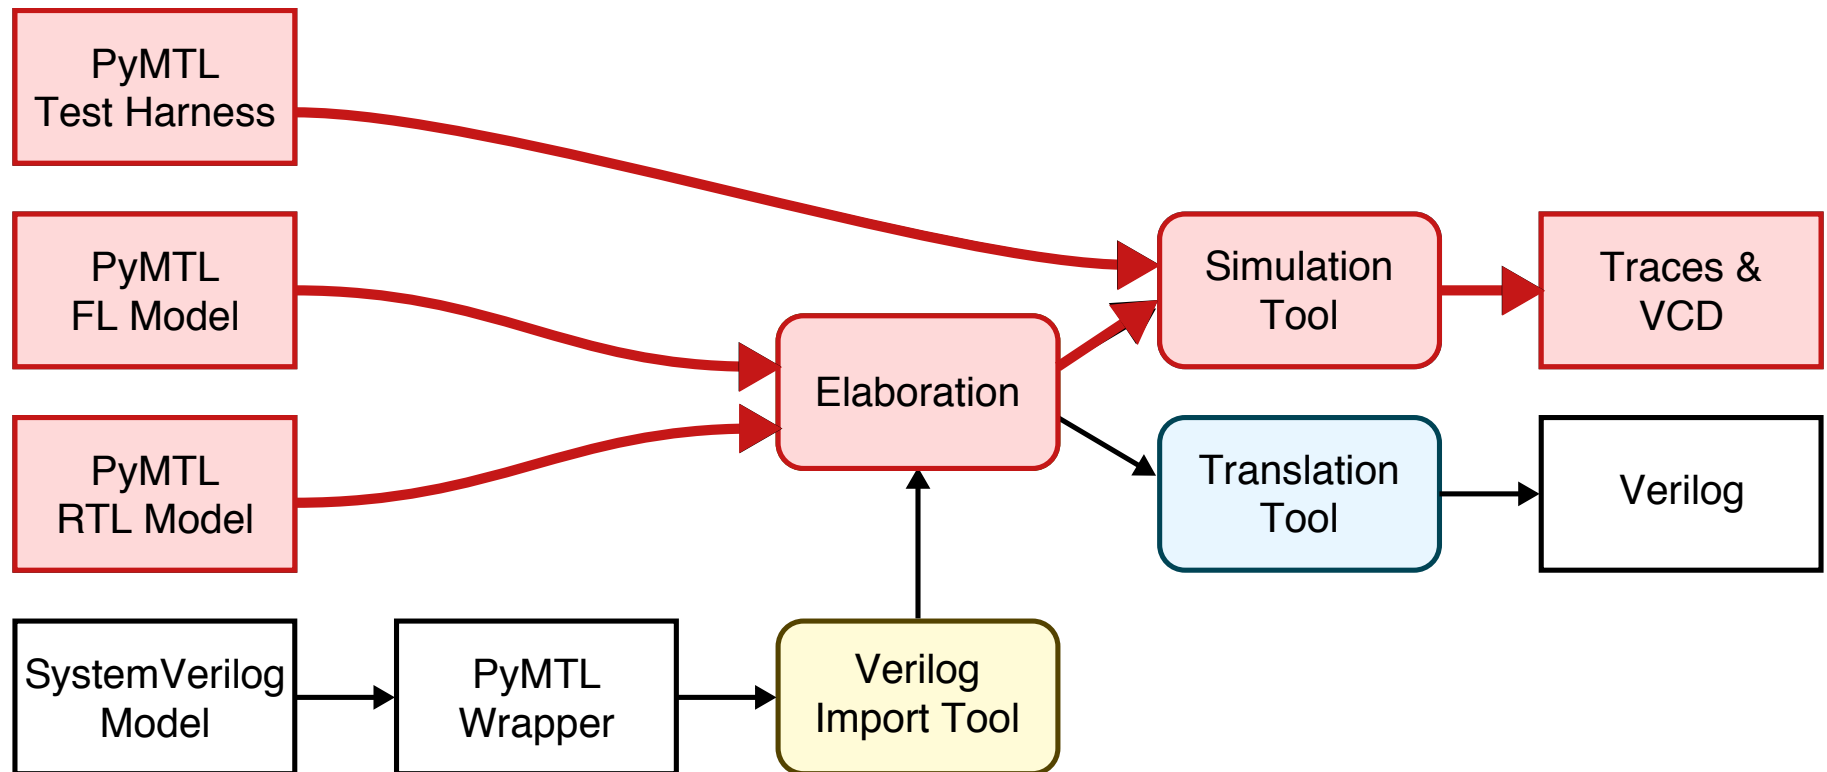 PyMTL
Test Harness
PyMTL
FL Model
Simulation
Tool
Traces &
VCD
Elaboration
PyMTL
RTL Model
Translation
Tool
Verilog
SystemVerilog
Model
PyMTL
Wrapper
Verilog
Import Tool